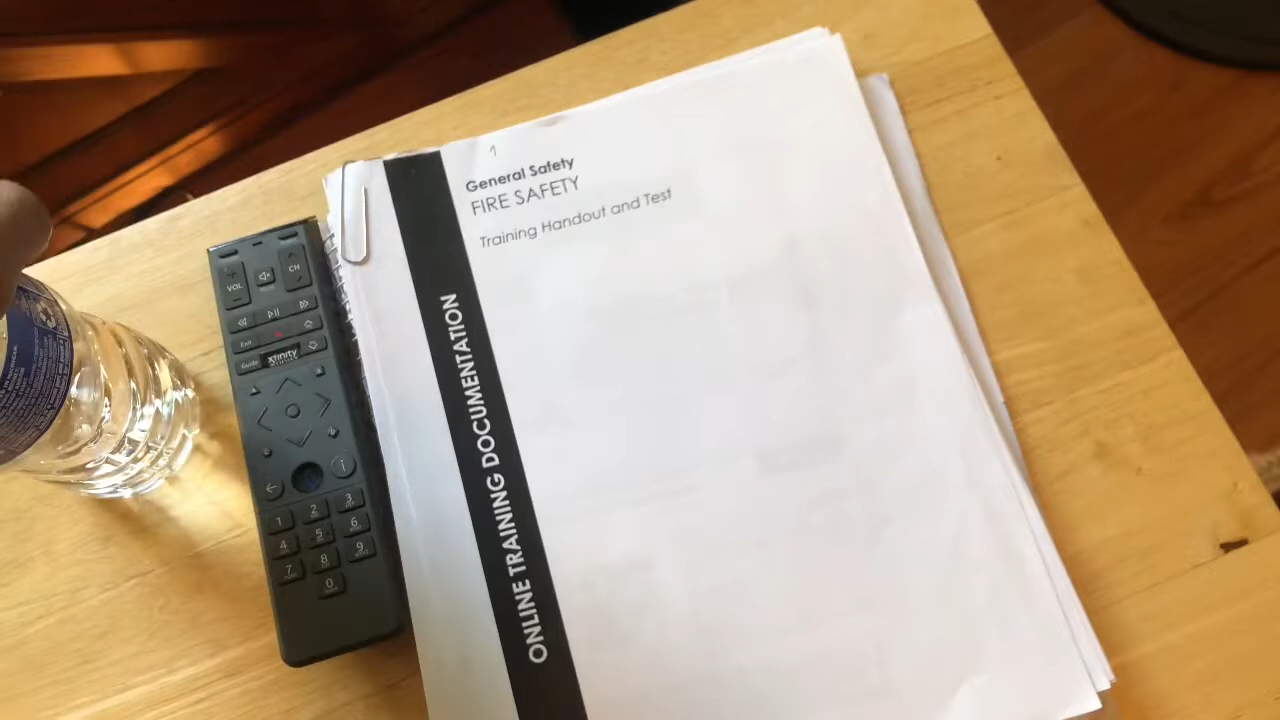 General Safety
FIRE SAFETY
Training Handout and Test
ONLINE TRAINING DOCUMENTATION
VOL
CH
Exit
Guide
xfinity
1 2 3
4 5 6
7 8 9
0